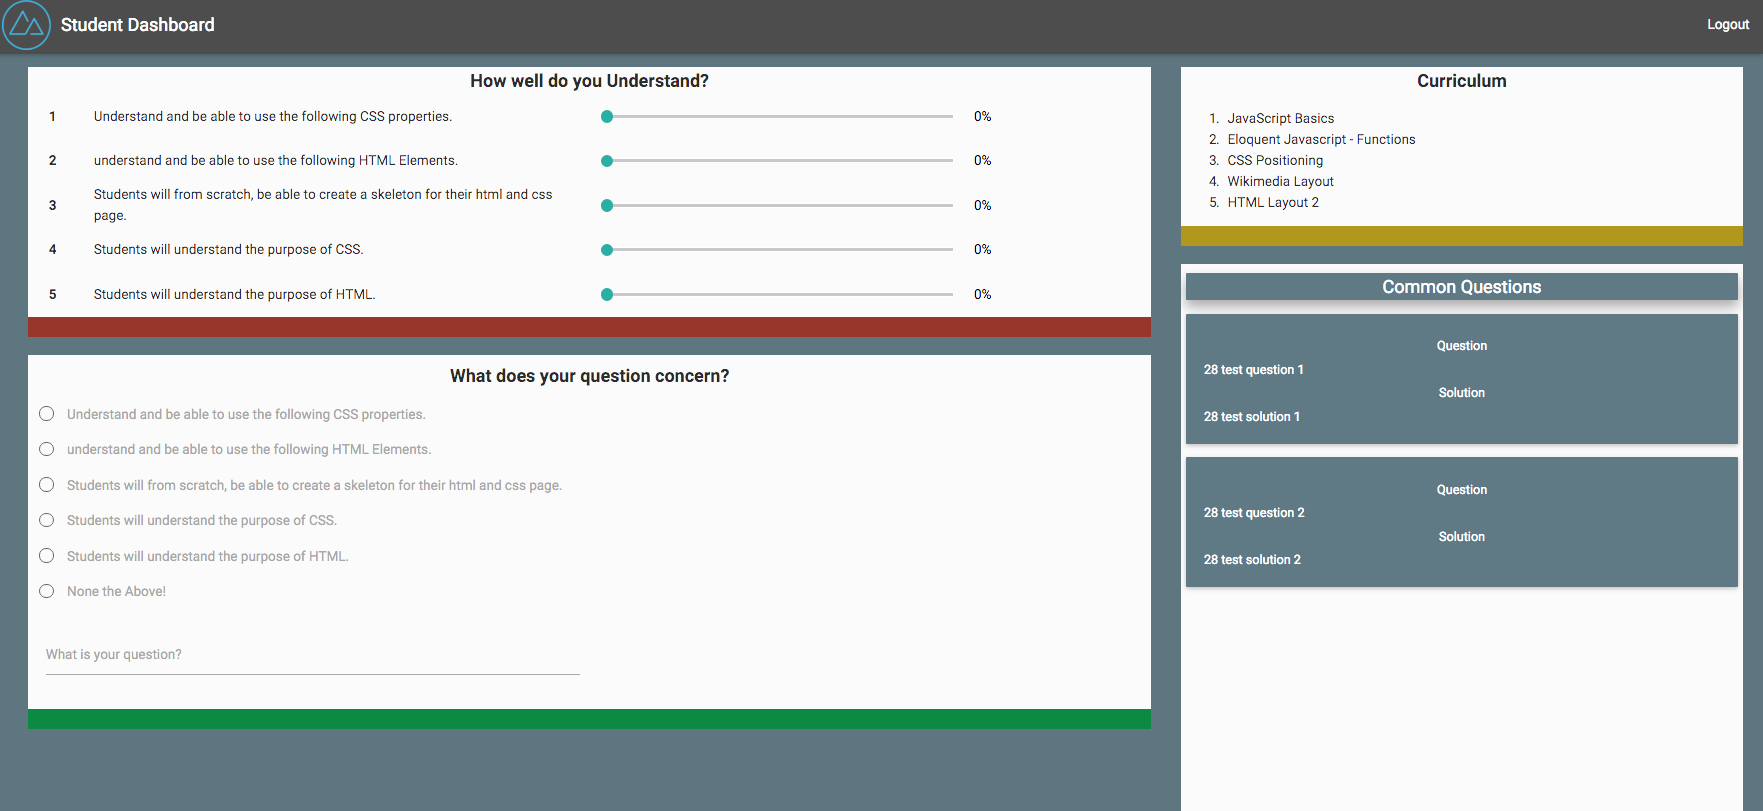 Student Dashboard
Logout
How well do you Understand?
1 Understand and be able to use the following CSS properties. 0%
2 understand and be able to use the following HTML Elements. 0%
3 Students will from scratch, be able to create a skeleton for their html and css
page. 0%
4 Students will understand the purpose of CSS. 0%
5 Students will understand the purpose of HTML. 0%
What does your question concern?
Understand and be able to use the following CSS properties.
understand and be able to use the following HTML Elements.
Students will from scratch, be able to create a skeleton for their html and css page.
Students will understand the purpose of CSS.
Students will understand the purpose of HTML.
None the Above!
What is your question?
Curriculum
1. JavaScript Basics
2. Eloquent Javascript - Functions
3. CSS Positioning
4. Wikimedia Layout
5. HTML Layout 2
Common Questions
Question
28 test question 1
Solution
28 test solution 1
Question
28 test question 2
Solution
28 test solution 2